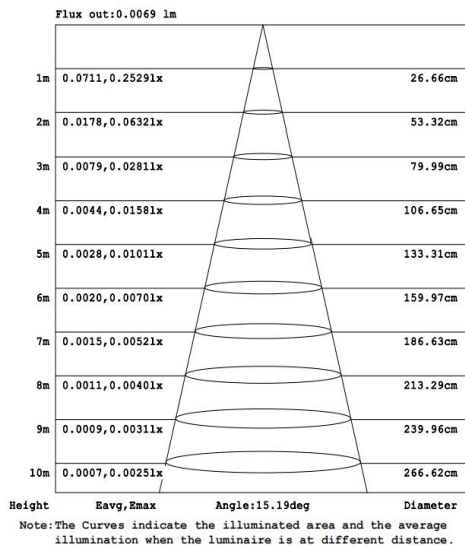 Flux out:0.0069 lm
1m 0.0711,0.2529lx 26.66cm
2m 0.0178,0.0632lx 53.32cm
3m 0.0079,0.0281lx 79.99cm
4m 0.0044,0.0158lx 106.65cm
5m 0.0028,0.0101lx 133.31cm
6m 0.0020,0.0070lx 159.97cm
7m 0.0015,0.0052lx 186.63cm
8m 0.0011,0.0040lx 213.29cm
9m 0.0009,0.0031lx 239.96cm
10m 0.0007,0.0025lx 266.62cm
Height Eavg,Emax Angle:15.19deg Diameter
Note:The Curves indicate the illuminated area and the average
illumination when the luminaire is at different distance.